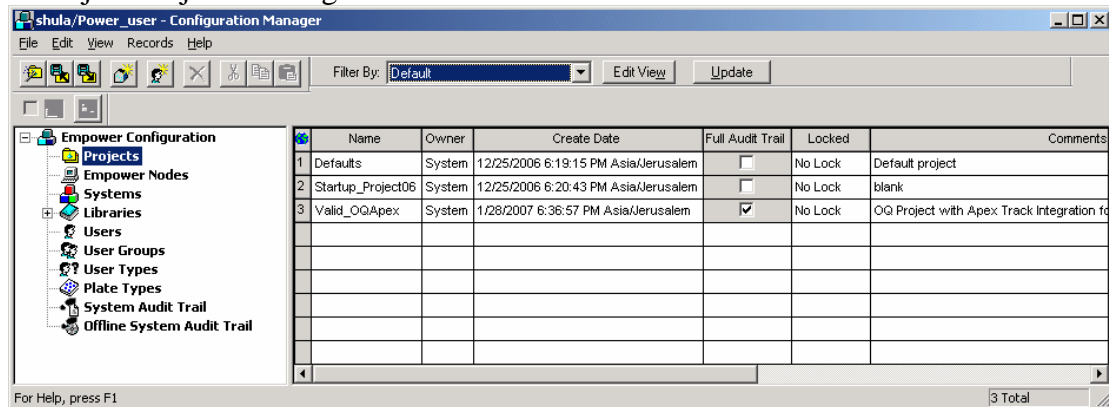 shula/Power_user - Configuration Manager
File Edit View Records Help
Filter By: Default Edit View Update
Empower Configuration
Projects
Empower Nodes
Systems
Libraries
Users
User Groups
User Types
Plate Types
System Audit Trail
Offline System Audit Trail
Name Owner Create Date Full Audit Trail Locked Comments
1 Defaults System 12/25/2006 6:19:15 PM Asia/Jerusalem No Lock Default project
2 Startup_Project06 System 12/25/2006 6:20:43 PM Asia/Jerusalem No Lock blank
3 Valid_OQApex System 1/28/2007 6:36:57 PM Asia/Jerusalem No Lock OQ Project with Apex Track Integration fo
For Help, press F1 3 Total